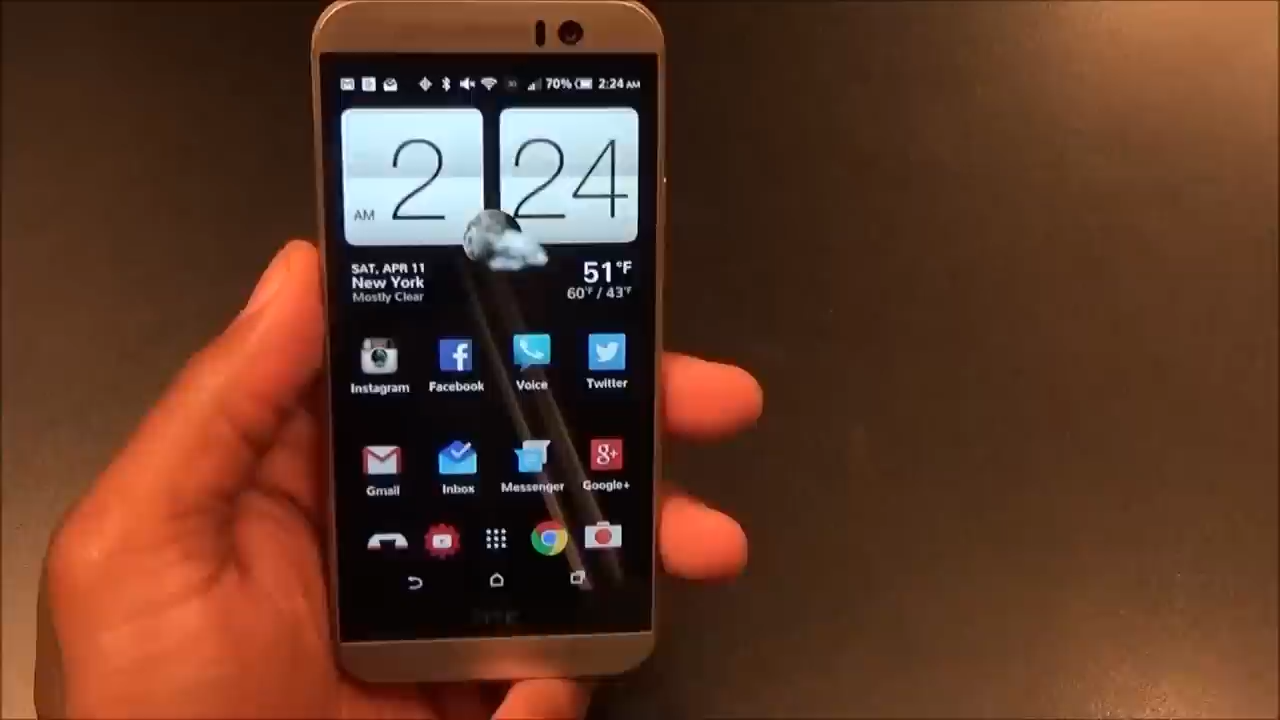 70% 2:24 AM
2 24
AM
SAT, APR 11
New York
Mostly Clear
51°F
60°F / 43°F
Instagram Facebook Voice Twitter
Gmail Inbox Messenger Google+
hTC